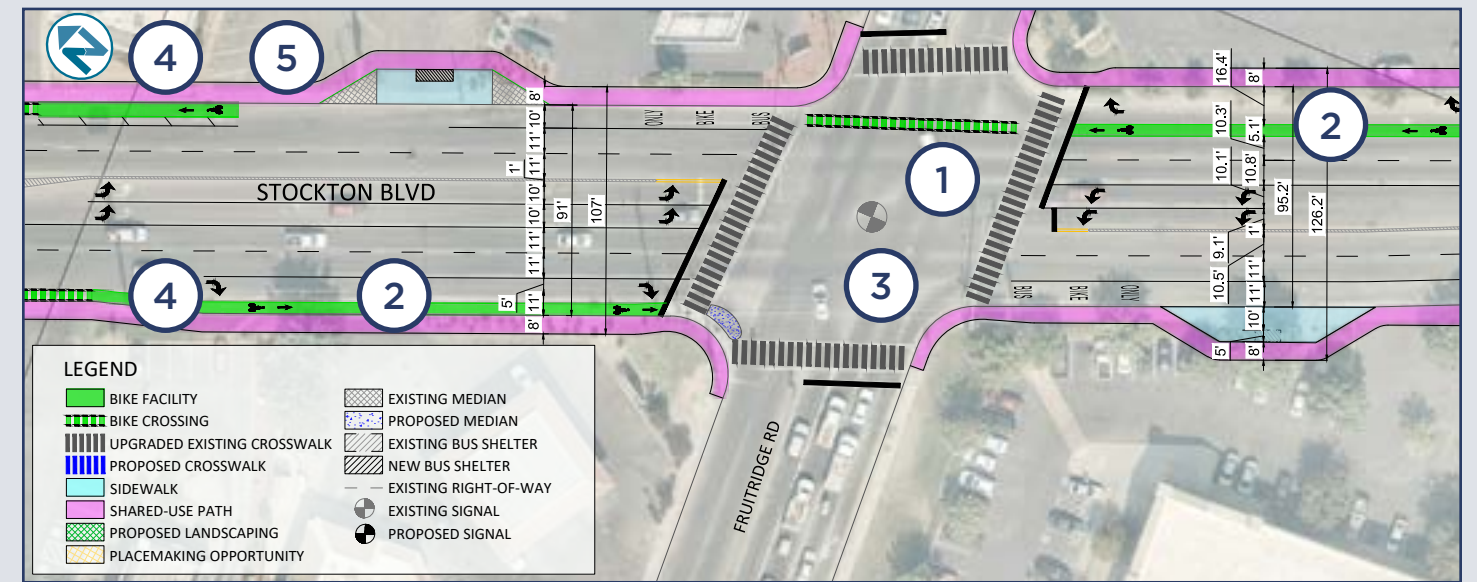 4
5
ONLY
BIKE
BUS
8'
10'
11'
11'
1'
10'
10'
11'
11'
5'
11'
8'
91'
107'
STOCKTON BLVD
4
2
1
3
2
16.4'
8'
10.3'
5.1'
10.1'
10.8'
95.2'
126.2'
1'
9.1'
11'
10.5'
11'
10'
5'
8'
BUS
BIKE
ONLY
FRUITRIDGE RD
LEGEND
BIKE FACILITY
BIKE CROSSING
UPGRADED EXISTING CROSSWALK
PROPOSED CROSSWALK
SIDEWALK
SHARED-USE PATH
PROPOSED LANDSCAPING
PLACEMAKING OPPORTUNITY
EXISTING MEDIAN
PROPOSED MEDIAN
EXISTING BUS SHELTER
NEW BUS SHELTER
EXISTING RIGHT-OF-WAY
EXISTING SIGNAL
PROPOSED SIGNAL